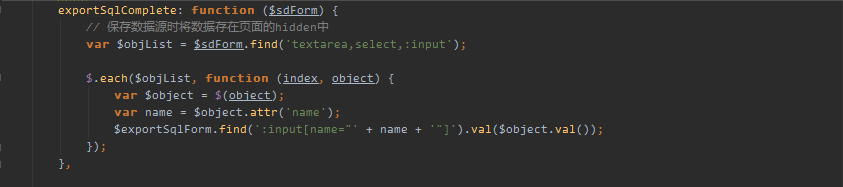 exportSqlComplete: function ($sdForm) {
// 保存数据源时将数据存在页面的hidden中
var $objList = $sdForm.find('textarea,select,:input');
$.each($objList, function (index, object) {
var $object = $(object);
var name = $object.attr('name');
$exportSqlForm.find(':input[name="' + name + '"]').val($object.val());
});
},